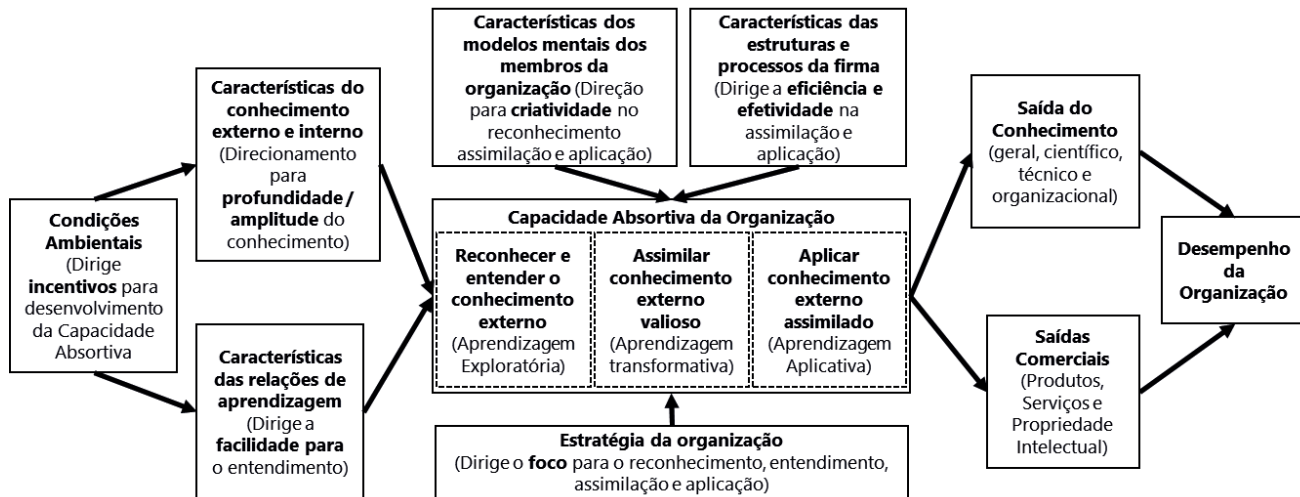 Condições
Ambientais
(Dirige
incentivos para
desenvolvimento
da Capacidade
Absortiva
Características do
conhecimento
externo e interno
(Direcionamento
para
profundidade/
amplitude do
conhecimento)
Características
das relações de
aprendizagem
(Dirige a
facilidade para
o entendimento)
Características dos
modelos mentais dos
membros da
organização (Direção
para criatividade no
reconhecimento
assimilação e aplicação)
Características das
estruturas e
processos da firma
(Dirige a eficiência e
efetividade na
assimilação e
aplicação)
Capacidade Absortiva da Organização
Reconhecer e
entender o
conhecimento
externo
(Aprendizagem
Exploratória)
Assimilar
conhecimento
externo
valioso
(Aprendizagem
transformativa)
Aplicar
conhecimento
externo
assimilado
(Aprendizagem
Aplicativa)
Estratégia da organização
(Dirige o foco para o reconhecimento, entendimento,
assimilação e aplicação)
Saída do
Conhecimento
(geral, científico,
técnico e
organizacional)
Saídas
Comerciais
(Produtos,
Serviços e
Propriedade
Intelectual)
Desempenho
da
Organização